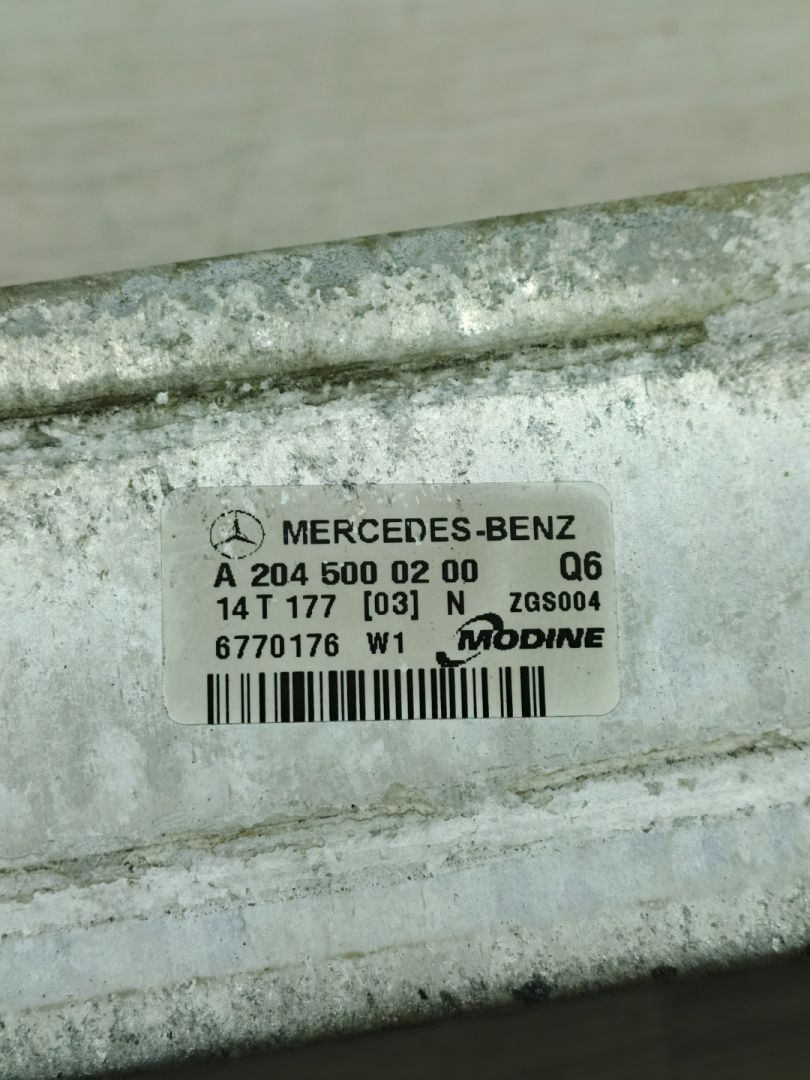 MERCEDES-BENZ
A 204 500 02 00 Q6
14 T 177 [03] N ZGS004
6770176 W1 MODINE